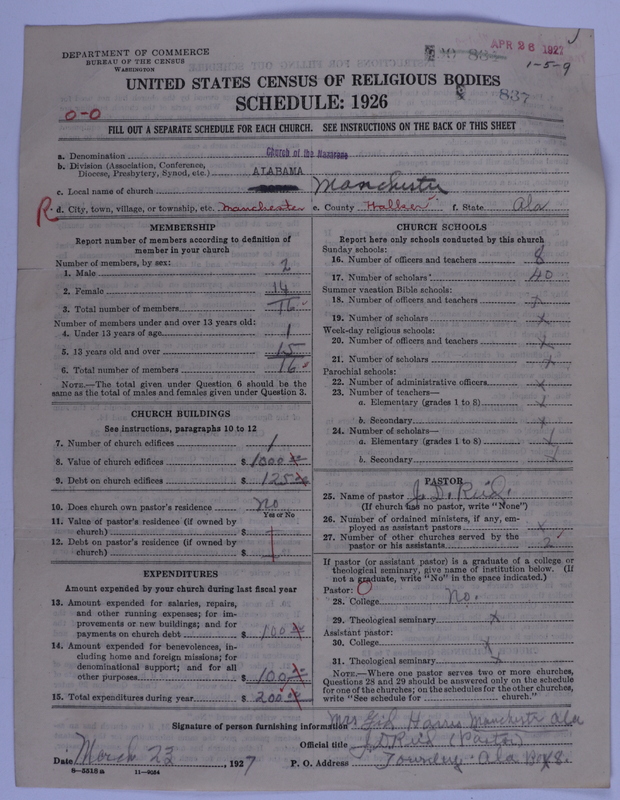 DEPARTMENT OF COMMERCE
BUREAU OF THE CENSUS
WASHINGTON
APR 26 1927
1-5-9
837
UNITED STATES CENSUS OF RELIGIOUS BODIES
SCHEDULE: 1926
0-0
FILL OUT A SEPARATE SCHEDULE FOR EACH CHURCH. SEE INSTRUCTIONS ON THE BACK OF THIS SHEET
a. Denomination Church of the Nazarene
b. Division (Association, Conference, Diocese, Presbytery, Synod, etc.) ALABAMA
c. Local name of church Manchester
R d. City, town, village, or township, etc. Manchester e. County Walker f. State Ala
MEMBERSHIP
Report number of members according to definition of
member in your church
Number of members, by sex:
1. Male 2
2. Female 14
3. Total number of members 16
Number of members under and over 13 years old:
4. Under 13 years of age 1
5. 13 years old and over 15
6. Total number of members 16
NOTE.—The total given under Question 6 should be
same as the total of males and females given under Question 3.
CHURCH BUILDINGS
See instructions, paragraphs 10 to 12
7. Number of church edifices 1
8. Value of church edifices $ 1000
9. Debt on church edifices $ 125
10. Does church own pastor's residence No
Yes or No
11. Value of pastor's residence (if owned by
church) $
12. Debt on pastor's residence (if owned by
church) $
EXPENDITURES
Amount expended by your church during last fiscal year
13. Amount expended for salaries, repairs,
and other running expenses; for im-
provements or new buildings; and for
payments on church debt $ 100
14. Amount expended for benevolences, in-
cluding home and foreign missions; for
denominational support; and for all
other purposes $ 100
15. Total expenditures during year $ 200
CHURCH SCHOOLS
Report here only schools conducted by this church
Sunday schools:
16. Number of officers and teachers 8
17. Number of scholars 40
Summer vacation Bible schools:
18. Number of officers and teachers x
19. Number of scholars x
Week-day religious schools:
20. Number of officers and teachers x
21. Number of scholars x
Parochial schools:
22. Number of administrative officers x
23. Number of teachers—
a. Elementary (grades 1 to 8) x
b. Secondary x
24. Number of scholars—
a. Elementary (grades 1 to 8) x
b. Secondary x
PASTOR
25. Name of pastor J. D. Reid.
(If church has no pastor, write "None")
26. Number of ordained ministers, if any, em-
ployed as assistant pastors x
27. Number of other churches served by the
pastor or his assistants 2
If pastor (or assistant pastor) is a graduate of a college or
theological seminary, give name of institution below. (If
not a graduate, write "No" in the space indicated.)
Pastor: 0
28. College No.
29. Theological seminary x
Assistant pastor:
30. College x
31. Theological seminary x
NOTE.—Where one pastor serves two or more churches,
Questions 28 and 29 should be answered only on the schedule
for one of the churches; on the schedules for the other churches,
write "See schedule for church."
Signature of person furnishing information Mrs Harris Manchester Ala
Official title J D Reid (Pastor)
Date March 23, 1927 P. O. Address Townley Ala Box 8.
8-5518 a 11-9054